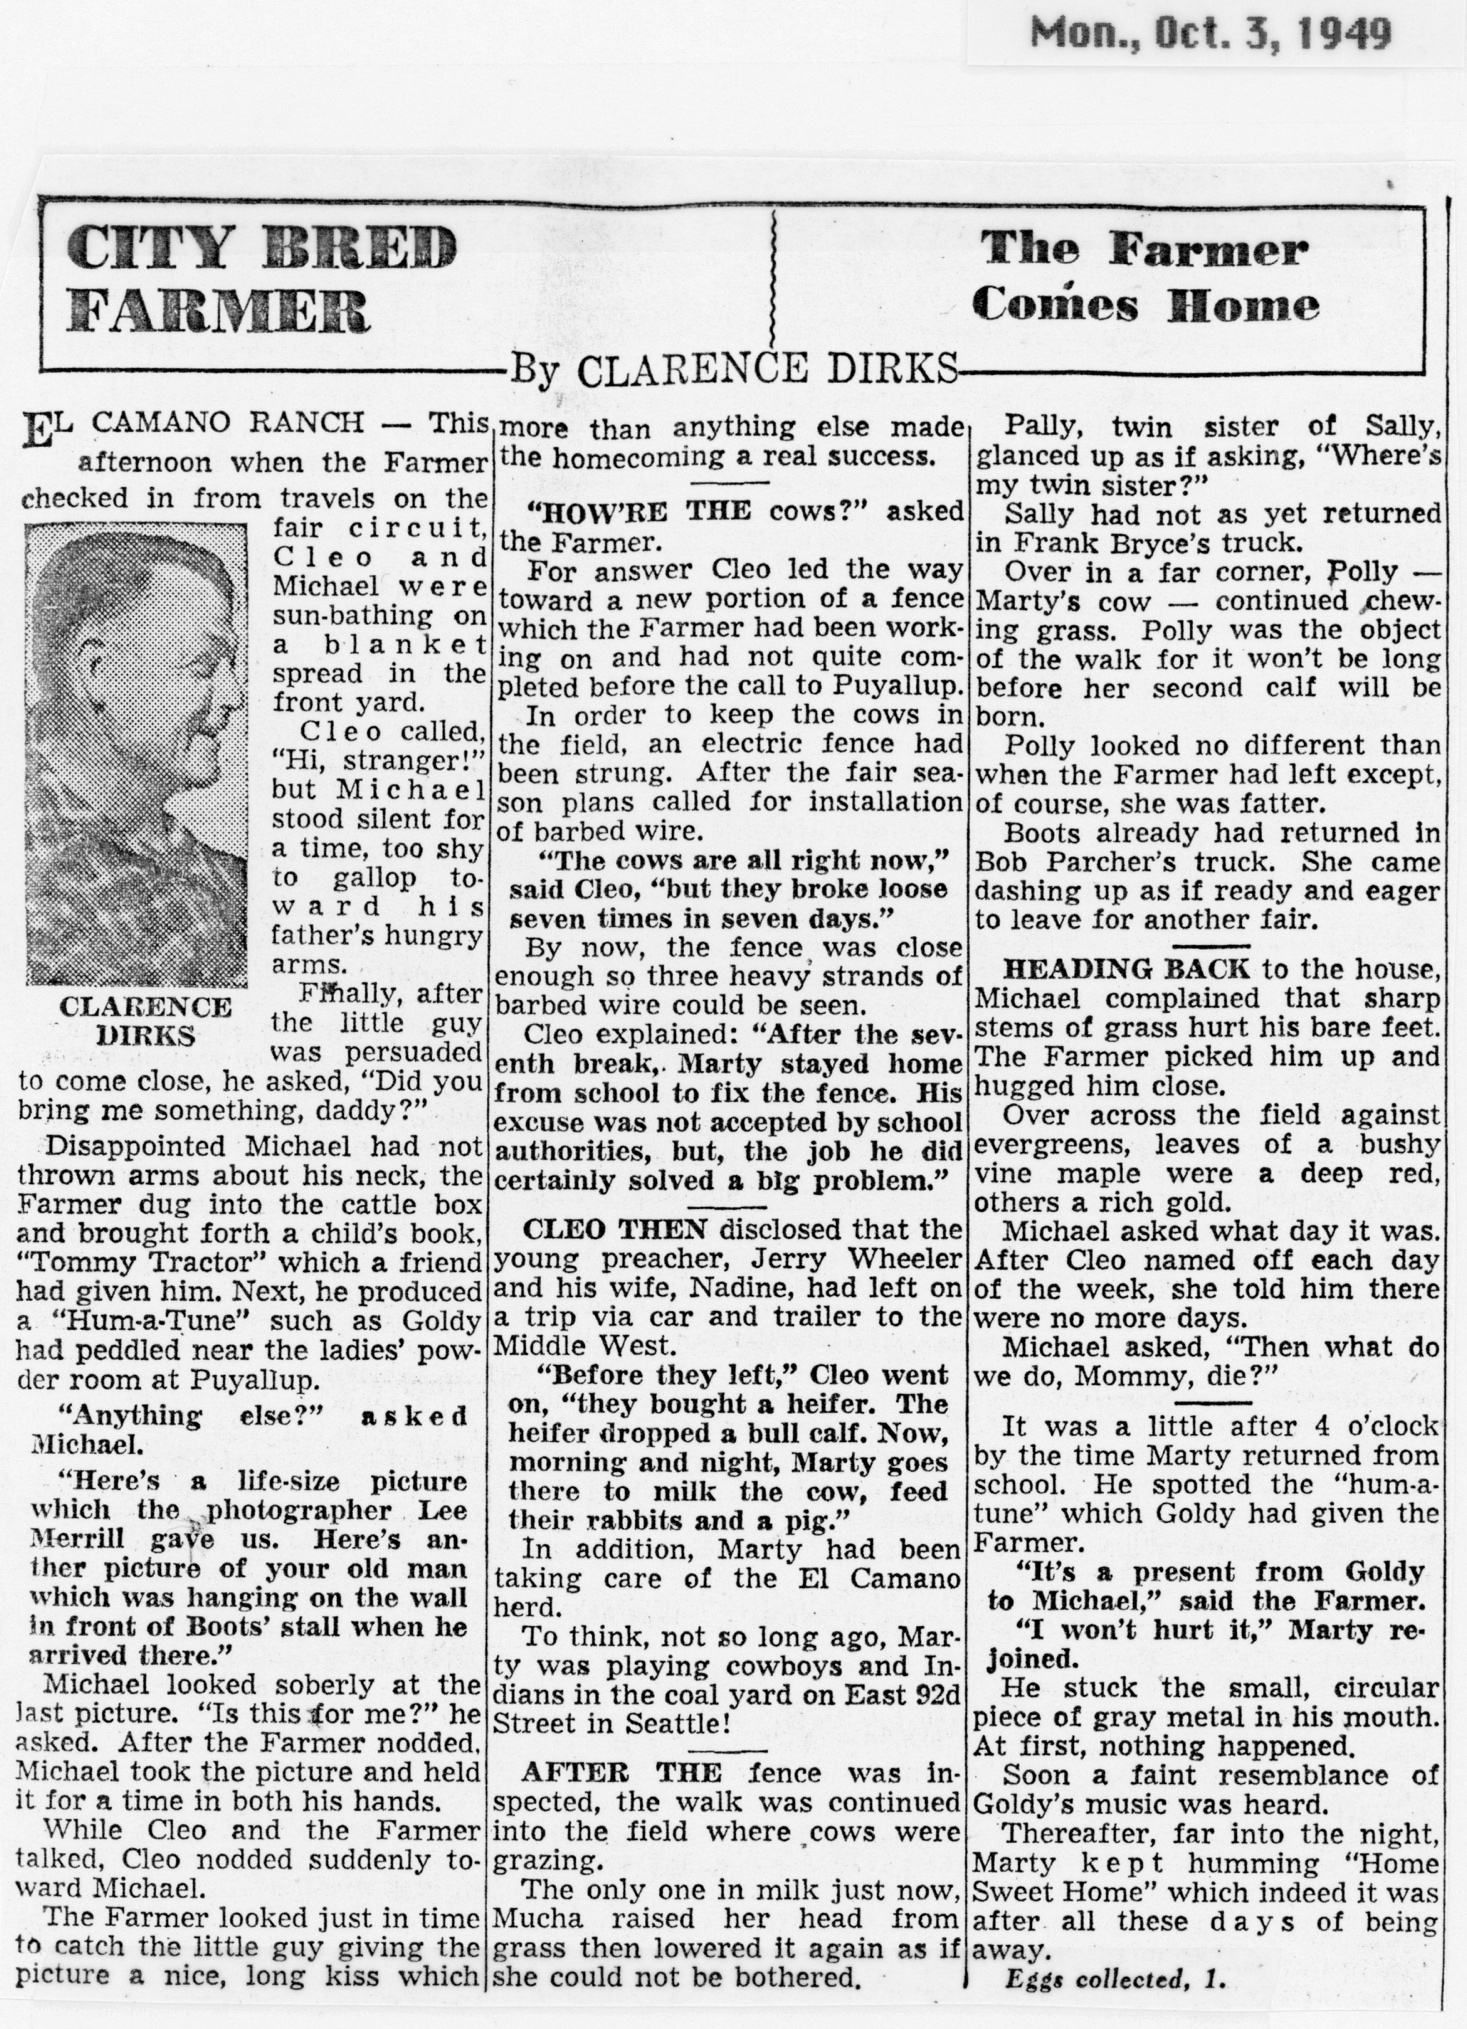 Mon., Oct. 3, 1949
CITY BRED
FARMER
The Farmer
Comes Home
By CLARENCE DIRKS
EL CAMANO RANCH — This
afternoon when the Farmer
checked in from travels on the
fair circuit,
Cleo and
Michael were
sun-bathing on
a blanket
spread in the
front yard.
Cleo called,
"Hi, stranger!"
but Michael
stood silent for
a time, too shy
to gallop to-
ward his
father's hungry
arms.
Finally, after
the little guy
was persuaded
CLARENCE
DIRKS
to come close, he asked, "Did you
bring me something, daddy?"
Disappointed Michael had not
thrown arms about his neck, the
Farmer dug into the cattle box
and brought forth a child's book,
"Tommy Tractor" which a friend
had given him. Next, he produced
a "Hum-a-Tune" such as Goldy
had peddled near the ladies' pow-
der room at Puyallup.
"Anything else?" asked
Michael.
"Here's a life-size picture
which the photographer Lee
Merrill gave us. Here's an-
ther picture of your old man
which was hanging on the wall
in front of Boots' stall when he
arrived there."
Michael looked soberly at the
last picture. "Is this for me?" he
asked. After the Farmer nodded,
Michael took the picture and held
it for a time in both his hands.
While Cleo and the Farmer
talked, Cleo nodded suddenly to-
ward Michael.
The Farmer looked just in time
to catch the little guy giving the
picture a nice, long kiss which
more than anything else made
the homecoming a real success.
"HOW'RE THE cows?" asked
the Farmer.
For answer Cleo led the way
toward a new portion of a fence
which the Farmer had been work-
ing on and had not quite com-
pleted before the call to Puyallup.
In order to keep the cows in
the field, an electric fence had
been strung. After the fair sea-
son plans called for installation
of barbed wire.
"The cows are all right now,"
said Cleo, "but they broke loose
seven times in seven days."
By now, the fence was close
enough so three heavy strands of
barbed wire could be seen.
Cleo explained: "After the sev-
enth break, Marty stayed home
from school to fix the fence. His
excuse was not accepted by school
authorities, but, the job he did
certainly solved a big problem."
CLEO THEN disclosed that the
young preacher, Jerry Wheeler
and his wife, Nadine, had left on
a trip via car and trailer to the
Middle West.
"Before they left," Cleo went
on, "they bought a heifer. The
heifer dropped a bull calf. Now,
morning and night, Marty goes
there to milk the cow, feed
their rabbits and a pig."
In addition, Marty had been
taking care of the El Camano
herd.
To think, not so long ago, Mar-
ty was playing cowboys and In-
dians in the coal yard on East 92d
Street in Seattle!
AFTER THE fence was in-
spected, the walk was continued
into the field where cows were
grazing.
The only one in milk just now,
Mucha raised her head from
grass then lowered it again as if
she could not be bothered.
Pally, twin sister of Sally,
glanced up as if asking, "Where's
my twin sister?"
Sally had not as yet returned
in Frank Bryce's truck.
Over in a far corner, Polly —
Marty's cow — continued chew-
ing grass. Polly was the object
of the walk for it won't be long
before her second calf will be
born.
Polly looked no different than
when the Farmer had left except,
of course, she was fatter.
Boots already had returned in
Bob Parcher's truck. She came
dashing up as if ready and eager
to leave for another fair.
HEADING BACK to the house,
Michael complained that sharp
stems of grass hurt his bare feet.
The Farmer picked him up and
hugged him close.
Over across the field against
evergreens, leaves of a bushy
vine maple were a deep red,
others a rich gold.
Michael asked what day it was.
After Cleo named off each day
of the week, she told him there
were no more days.
Michael asked, "Then what do
we do, Mommy, die?"
It was a little after 4 o'clock
by the time Marty returned from
school. He spotted the "hum-a-
tune" which Goldy had given the
Farmer.
"It's a present from Goldy
to Michael," said the Farmer.
"I won't hurt it," Marty re-
joined.
He stuck the small, circular
piece of gray metal in his mouth.
At first, nothing happened.
Soon a faint resemblance of
Goldy's music was heard.
Thereafter, far into the night,
Marty kept humming "Home
Sweet Home" which indeed it was
after all these days of being
away.
Eggs collected, 1.